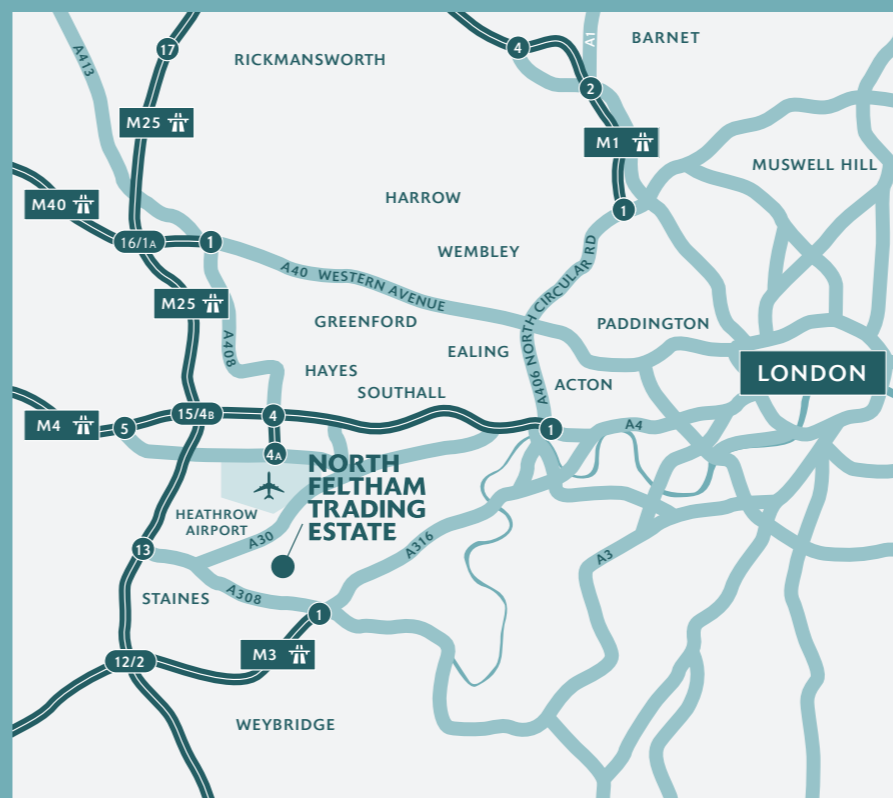 A413
17
RICKMANSWORTH
4
A1
BARNET
2
M25
M1
MUSWELL HILL
M40
HARROW
1
16/1A
1
WEMBLEY
A40 WESTERN AVENUE
A406 NORTH CIRCULAR RD
M25
GREENFORD
PADDINGTON
A408
EALING
HAYES
ACTON
LONDON
SOUTHALL
M4
5
15/4B
4
1
A4
4A
NORTH
FELTHAM
TRADING
ESTATE
HEATHROW
AIRPORT
A30
A316
13
A3
STAINES
A308
1
12/2
M3
WEYBRIDGE